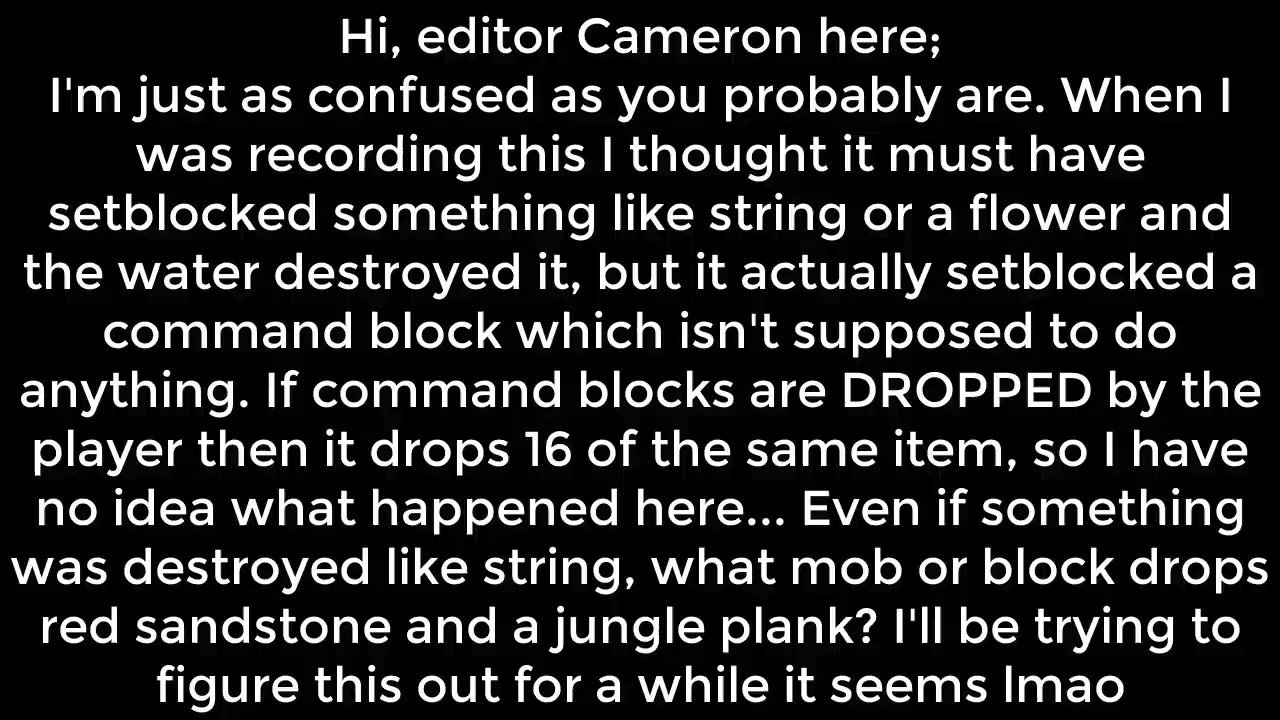 Hi, editor Cameron here;
I'm just as confused as you probably are. When I
was recording this I thought it must have
setblocked something like string or a flower and
the water destroyed it, but it actually setblocked a
command block which isn't supposed to do
anything. If command blocks are DROPPED by the
player then it drops 16 of the same item, so I have
no idea what happened here... Even if something
was destroyed like string, what mob or block drops
red sandstone and a jungle plank? I'll be trying to
figure this out for a while it seems lmao